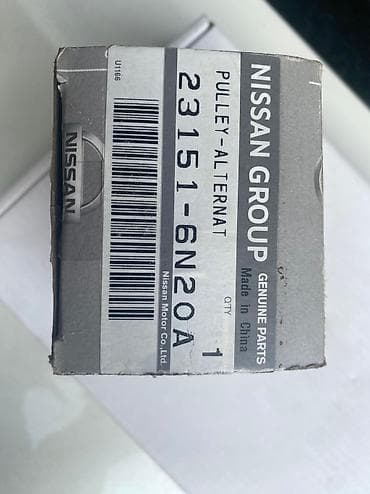 NISSAN GROUP GENUINE PARTS
Made in China
PULLEY-ALTERNAT
QTY
23151-6N20A 1
Nissan Motor Co.,Ltd.
U1166
NISSAN